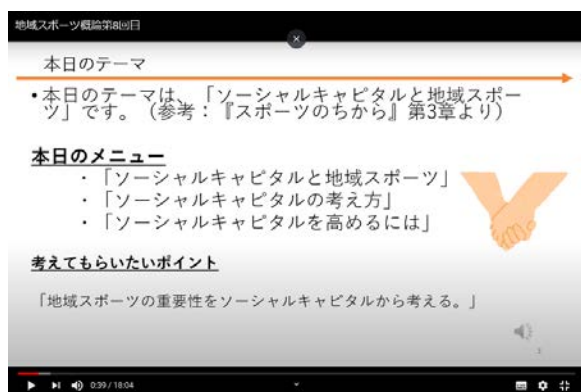 地域スポーツ概論第8回目
本日のテーマ
・本日のテーマは、「ソーシャルキャピタルと地域スポー
ツ」です。（参考：『スポーツのちから』第3章より）
本日のメニュー
・「ソーシャルキャピタルと地域スポーツ」
・「ソーシャルキャピタルの考え方」
・「ソーシャルキャピタルを高めるには」
考えてもらいたいポイント
「地域スポーツの重要性をソーシャルキャピタルから考える。」
0:39 / 18:04